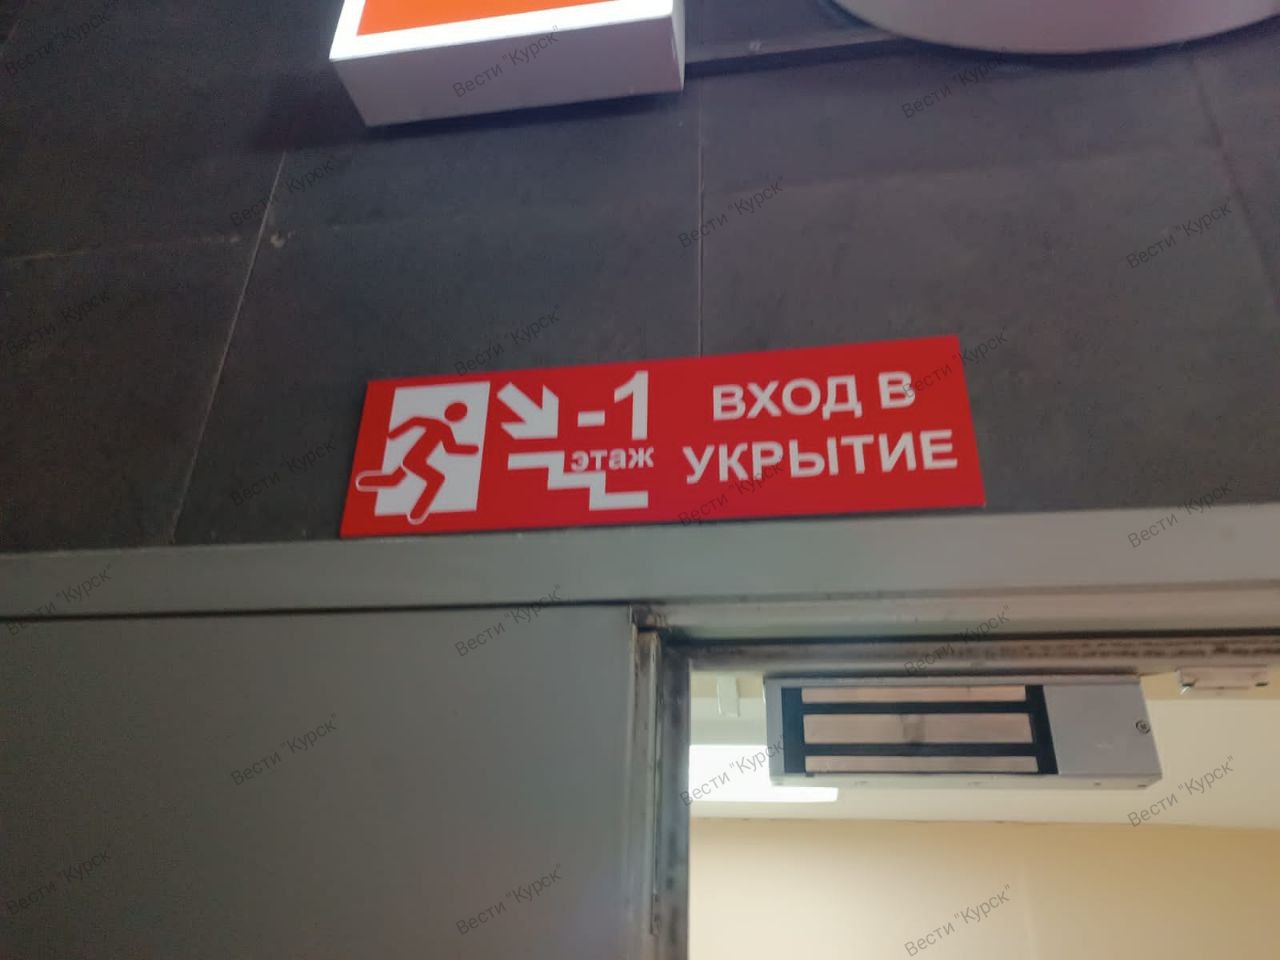 -1
этаж
ВХОД В
УКРЫТИЕ
Вести "Курск"